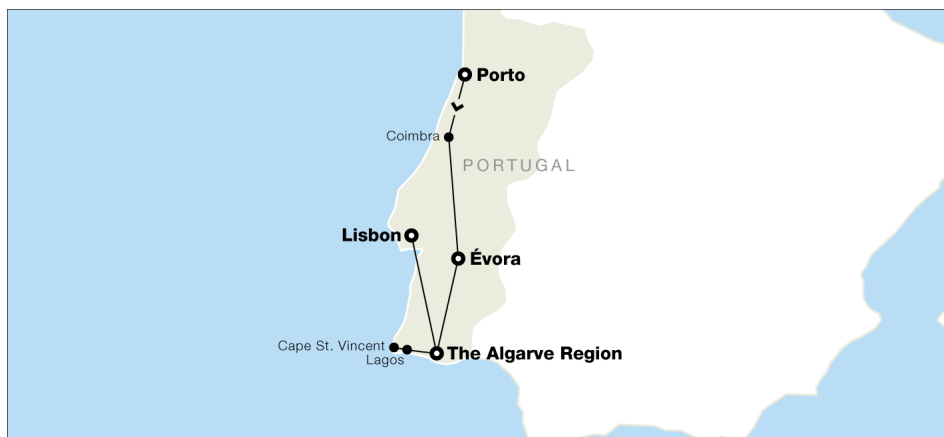 Porto
Coimbra
PORTUGAL
Lisbon
Évora
Cape St. Vincent
Lagos
The Algarve Region